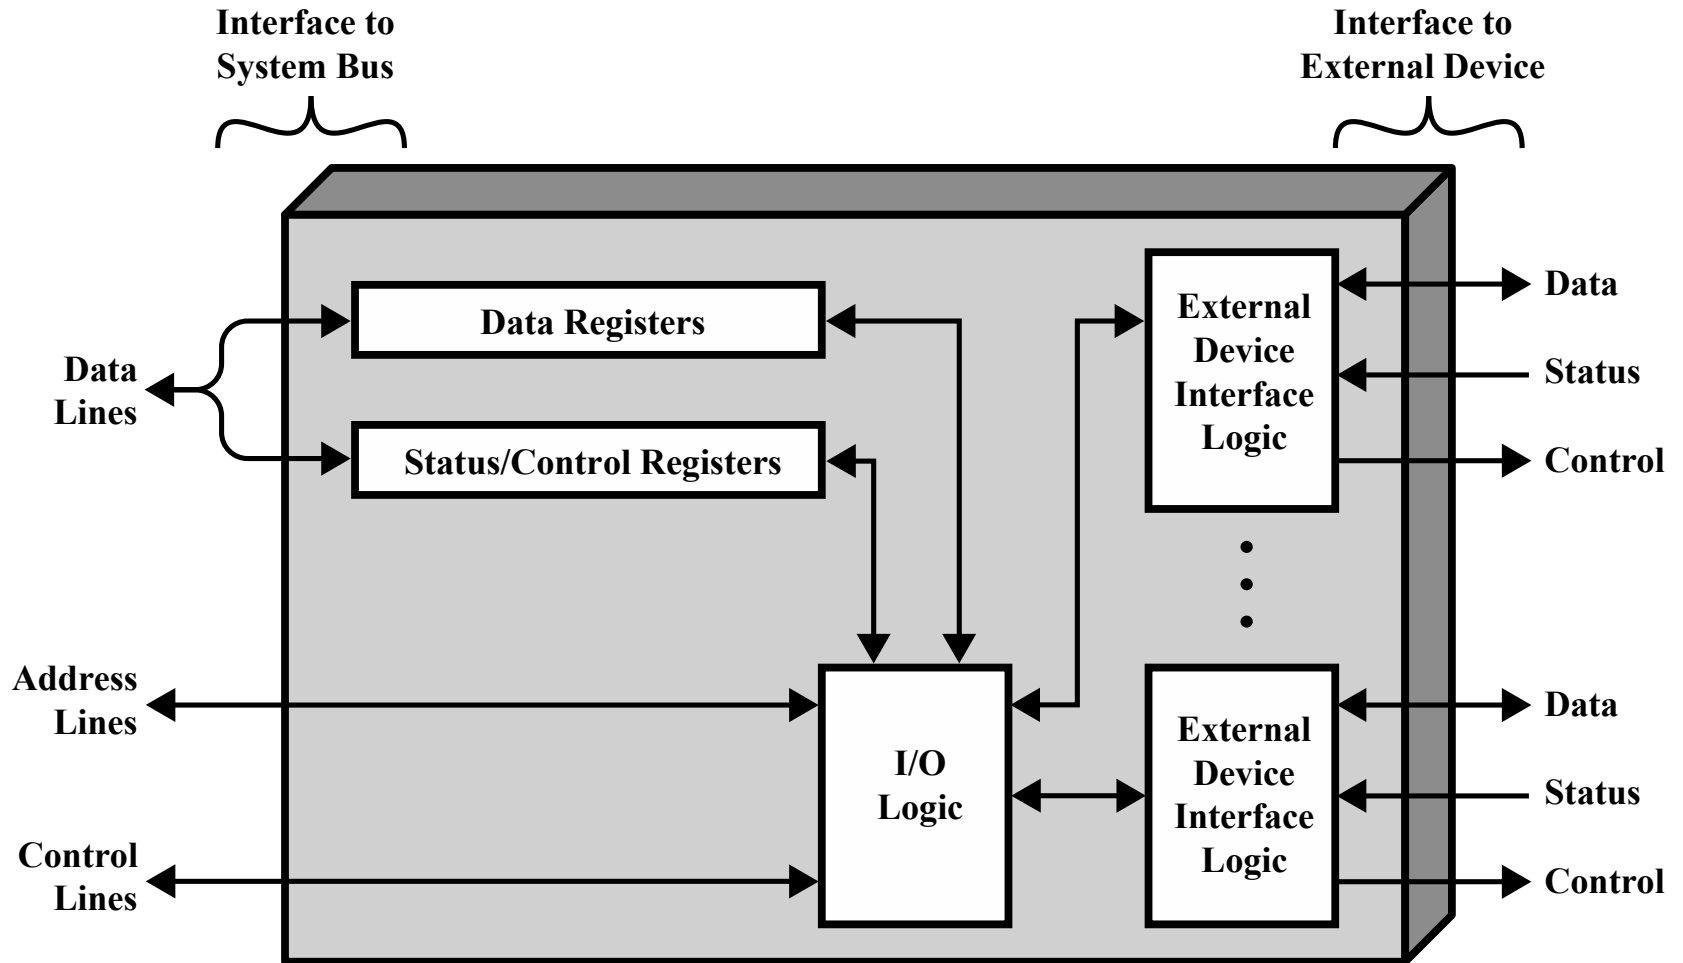 Interface to
System Bus
Interface to
External Device
Data Registers
Status/Control Registers
Data
Lines
Address
Lines
Control
Lines
I/O
Logic
External
Device
Interface
Logic
Data
Status
Control
External
Device
Interface
Logic
Data
Status
Control